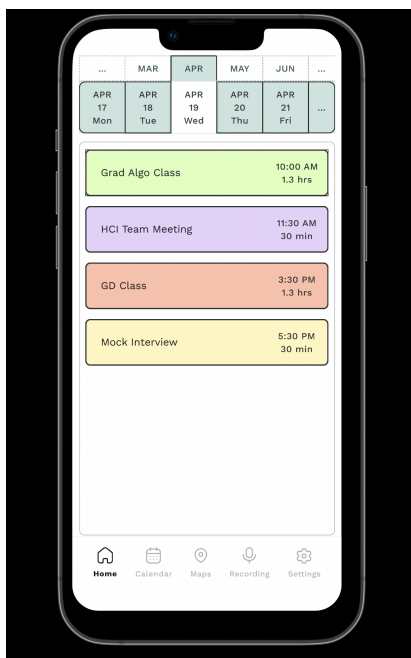 ... MAR APR MAY JUN ...
APR APR APR APR APR
17 18 19 20 21 ...
Mon Tue Wed Thu Fri
Grad Algo Class
10:00 AM
1.3 hrs
HCI Team Meeting
11:30 AM
30 min
GD Class
3:30 PM
1.3 hrs
Mock Interview
5:30 PM
30 min
Home Calendar Maps Recording Settings